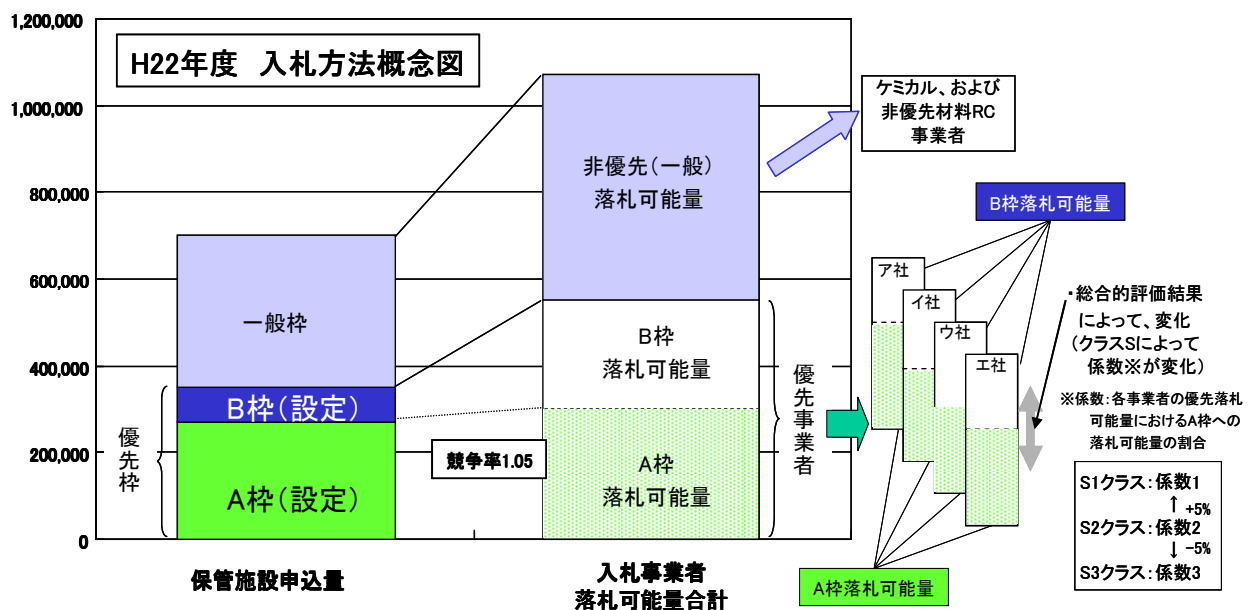 H22年度　入札方法概念図
1,200,000
1,000,000
800,000
600,000
400,000
200,000
0
一般枠
B枠(設定)
A枠(設定)
優先枠
保管施設申込量
競争率1.05
非優先(一般)
落札可能量
B枠
落札可能量
A枠
落札可能量
優先事業者
入札事業者
落札可能量合計
ケミカル、および
非優先材料RC
事業者
B枠落札可能量
ア社
イ社
ウ社
エ社
A枠落札可能量
・総合的評価結果
によって、変化
(クラスSによって
係数※が変化)
※係数:各事業者の優先落札
可能量におけるA枠への
落札可能量の割合
S1クラス:係数1
↑ +5%
S2クラス:係数2
↓ -5%
S3クラス:係数3